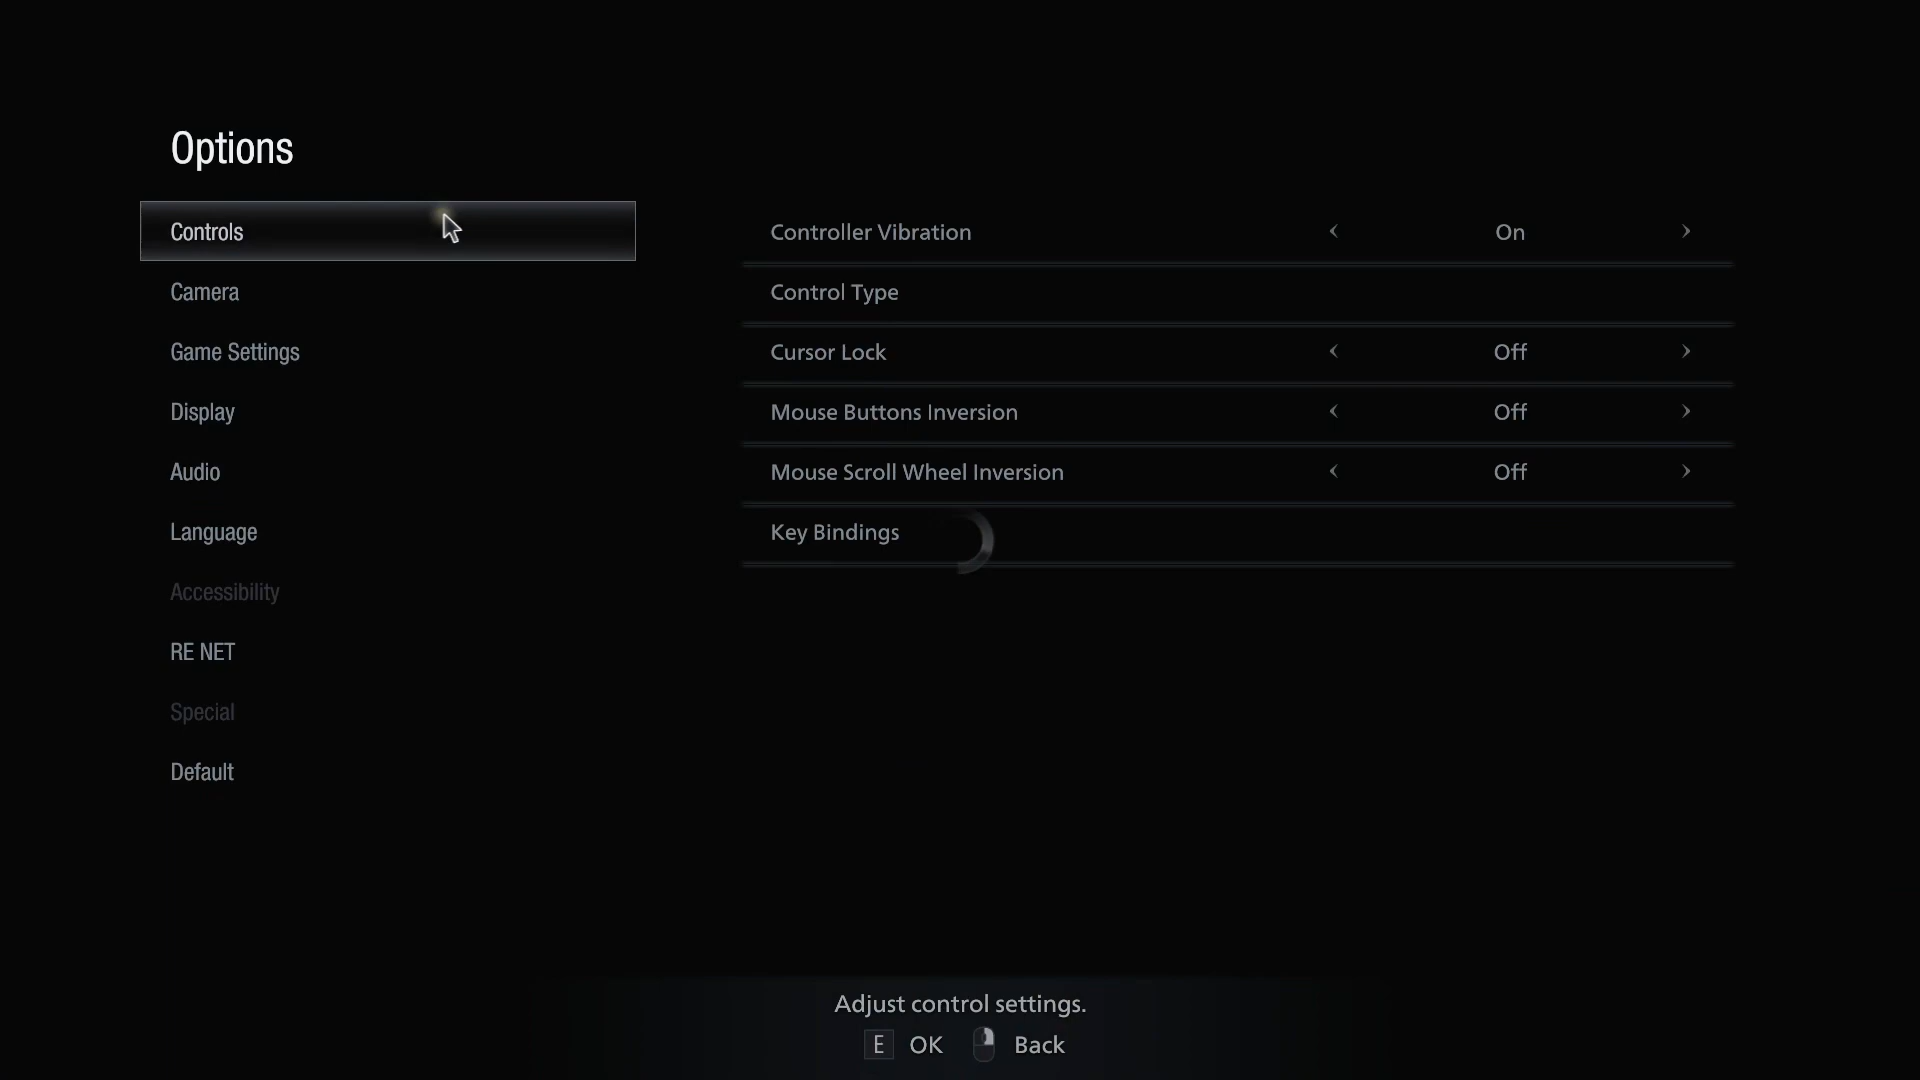 Options
Controls
Camera
Game Settings
Display
Audio
Language
Accessibility
RE NET
Special
Default
Controller Vibration On
Control Type
Cursor Lock Off
Mouse Buttons Inversion Off
Mouse Scroll Wheel Inversion Off
Key Bindings
Adjust control settings.
E OK Back